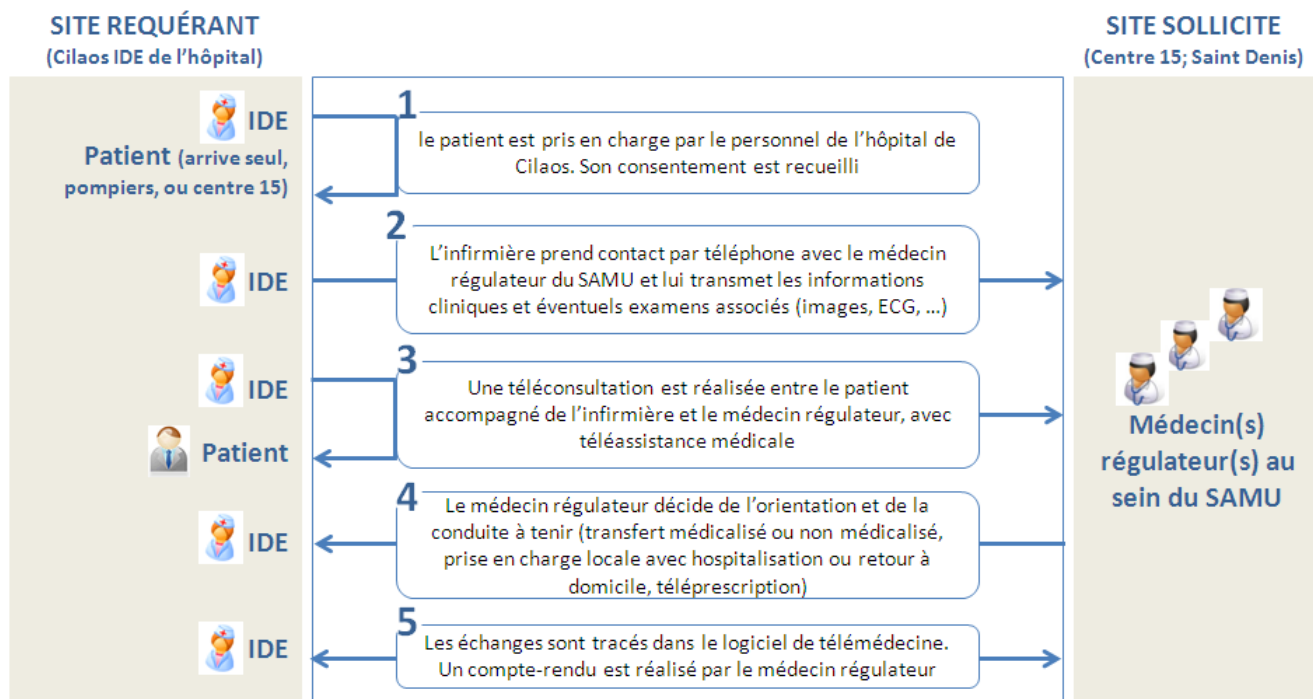 SITE REQUÉRANT
(Cilaos IDE de l'hôpital)
SITE SOLLICITE
(Centre 15; Saint Denis)
IDE
Patient (arrive seul,
pompiers, ou centre 15)
1
le patient est pris en charge par le personnel de l'hôpital de
Cilaos. Son consentement est recueilli
IDE
2
L'infirmière prend contact par téléphone avec le médecin
régulateur du SAMU et lui transmet les informations
cliniques et éventuels examens associés (images, ECG, ...)
IDE
Patient
3
Une téléconsultation est réalisée entre le patient
accompagné de l'infirmière et le médecin régulateur, avec
téléassistance médicale
Médecin(s)
régulateur(s) au
sein du SAMU
IDE
4
Le médecin régulateur décide de l'orientation et de la
conduite à tenir (transfert médicalisé ou non médicalisé,
prise en charge locale avec hospitalisation ou retour à
domicile, téléprescription)
IDE
5
Les échanges sont tracés dans le logiciel de télémédecine.
Un compte-rendu est réalisé par le médecin régulateur